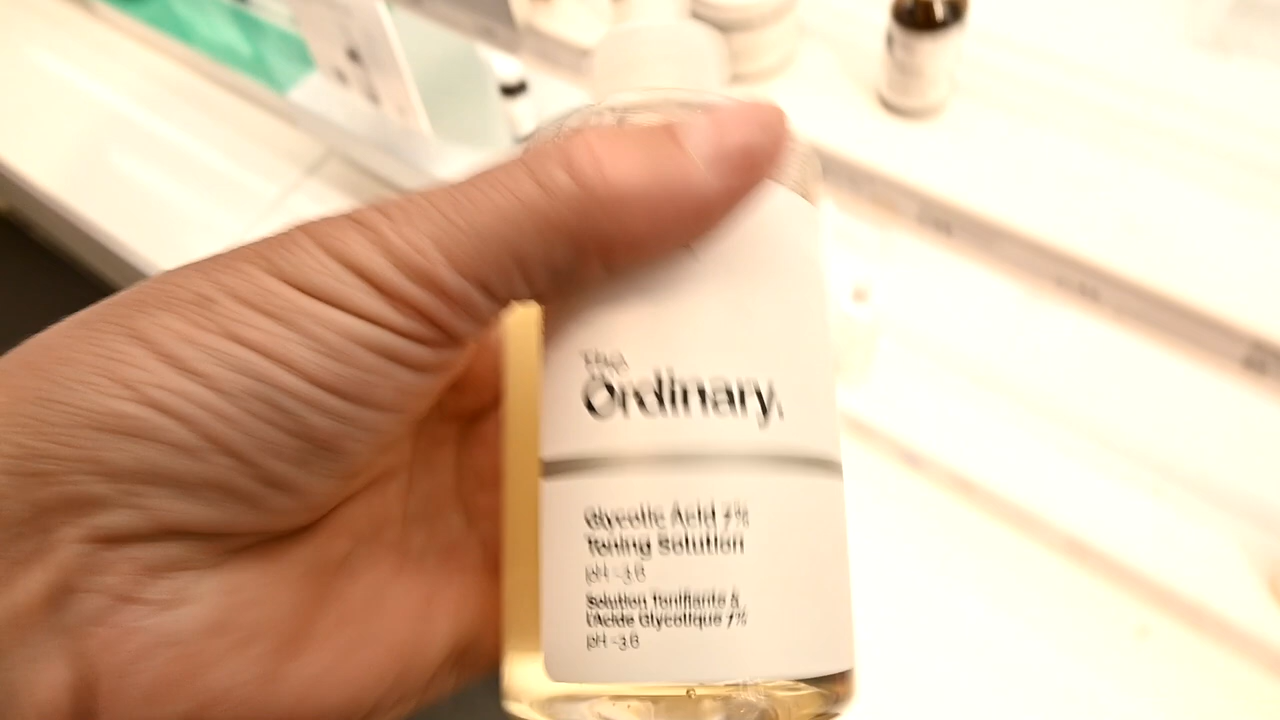 The
Ordinary.
Glycolic Acid 7%
Toning Solution
pH ~3.6
Solution Tonifiante à
l'Acide Glycolique 7%
pH ~3.6